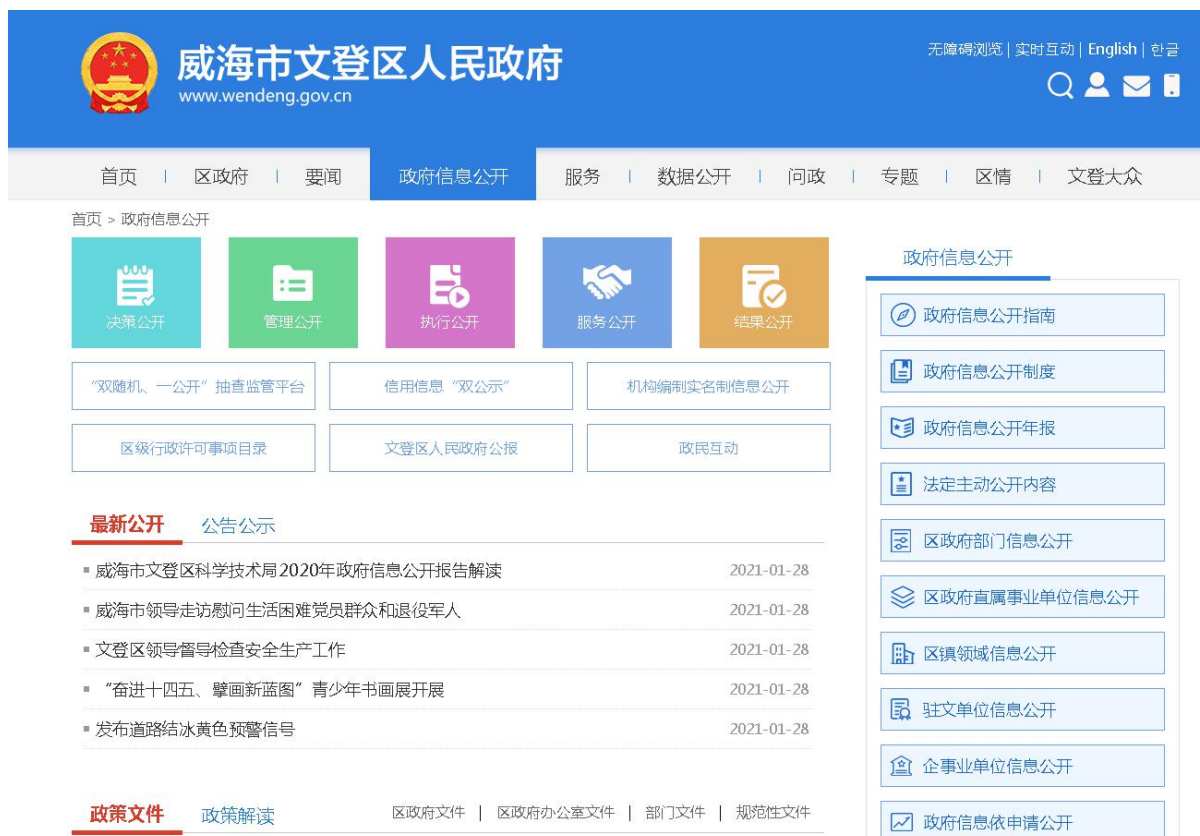 威海市文登区人民政府
www.wendeng.gov.cn
无障碍浏览 | 实时互动 | English | 한글
首页 | 区政府 | 要闻 政府信息公开 服务 | 数据公开 | 问政 | 专题 | 区情 | 文登大众
首页 > 政府信息公开
决策公开 管理公开 执行公开 服务公开 结果公开
“双随机、一公开”抽查监管平台 信用信息“双公示” 机构编制实名制信息公开
区级行政许可事项目录 文登区人民政府公报 政民互动
最新公开 公告公示
威海市文登区科学技术局2020年政府信息公开报告解读 2021-01-28
威海市领导走访慰问生活困难党员群众和退役军人 2021-01-28
文登区领导督导检查安全生产工作 2021-01-28
“奋进十四五、擘画新蓝图”青少年书画展开展 2021-01-28
发布道路结冰黄色预警信号 2021-01-28
政策文件 政策解读 区政府文件 | 区政府办公室文件 | 部门文件 | 规范性文件
政府信息公开
政府信息公开指南
政府信息公开制度
政府信息公开年报
法定主动公开内容
区政府部门信息公开
区政府直属事业单位信息公开
区镇领域信息公开
驻文单位信息公开
企事业单位信息公开
政府信息依申请公开